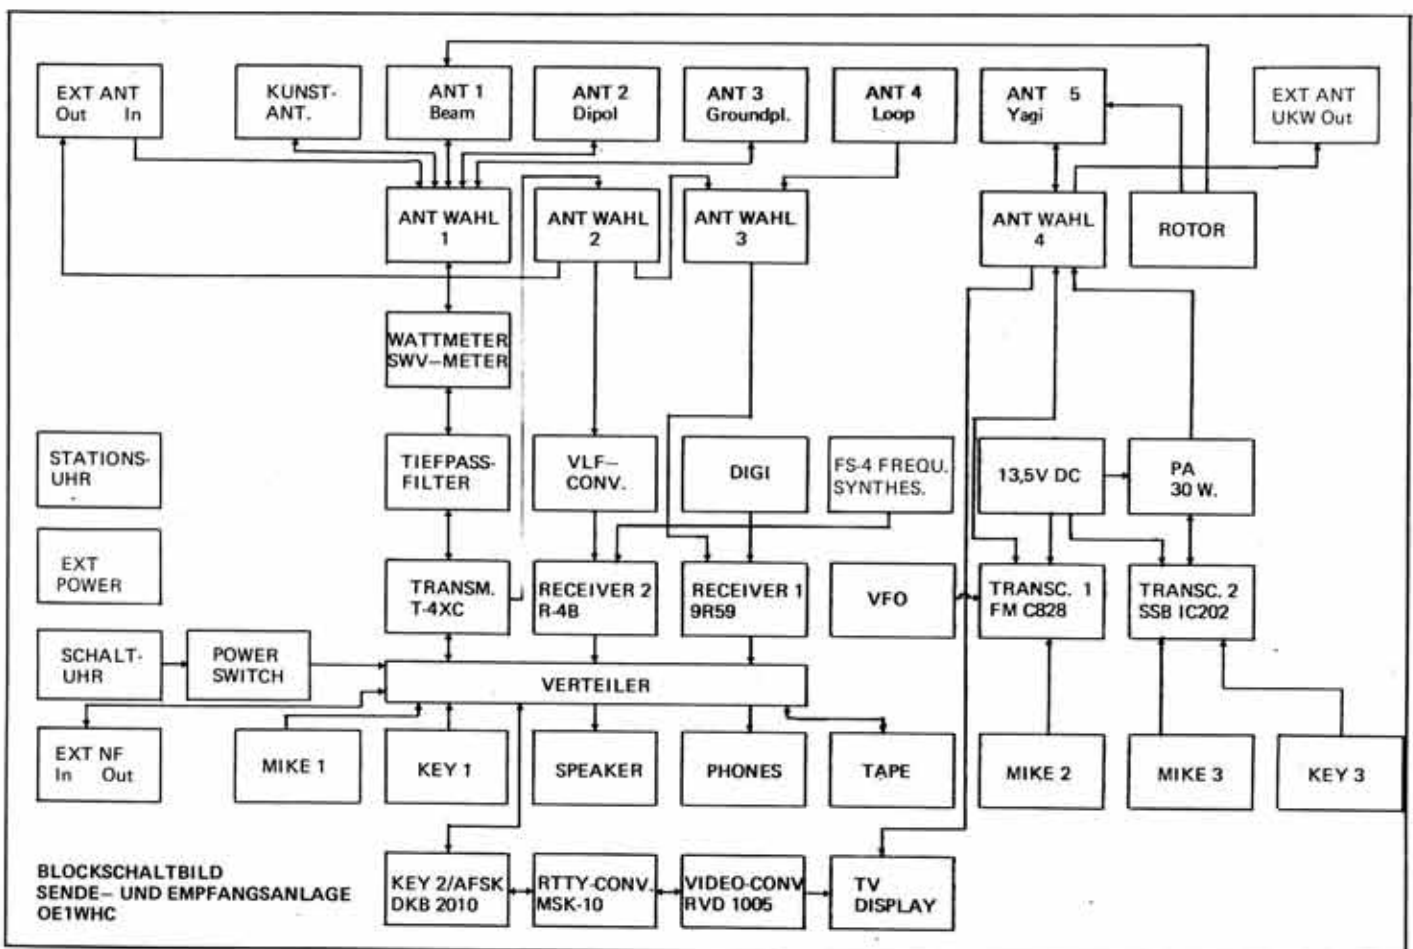 EXT ANT
Out In
KUNST-
ANT.
ANT 1
Beam
ANT 2
Dipol
ANT 3
Groundpl.
ANT 4
Loop
ANT 5
Yagi
EXT ANT
UKW Out
ANT WAHL
1
ANT WAHL
2
ANT WAHL
3
ANT WAHL
4
ROTOR
WATTMETER
SWV-METER
STATIONS-
UHR
TIEFPASS-
FILTER
VLF-
CONV.
DIGI
FS-4 FREQU.
SYNTHES.
13,5V DC
PA
30 W.
EXT
POWER
TRANSM.
T-4XC
RECEIVER 2
R-4B
RECEIVER 1
9R59
VFO
TRANSC. 1
FM C828
TRANSC. 2
SSB IC202
SCHALT-
UHR
POWER
SWITCH
VERTEILER
EXT NF
In Out
MIKE 1
KEY 1
SPEAKER
PHONES
TAPE
MIKE 2
MIKE 3
KEY 3
BLOCKSCHALTBILD
SENDE- UND EMPFANGSANLAGE
OE1WHC
KEY 2/AFSK
DKB 2010
RTTY-CONV.
MSK-10
VIDEO-CONV
RVD 1005
TV
DISPLAY